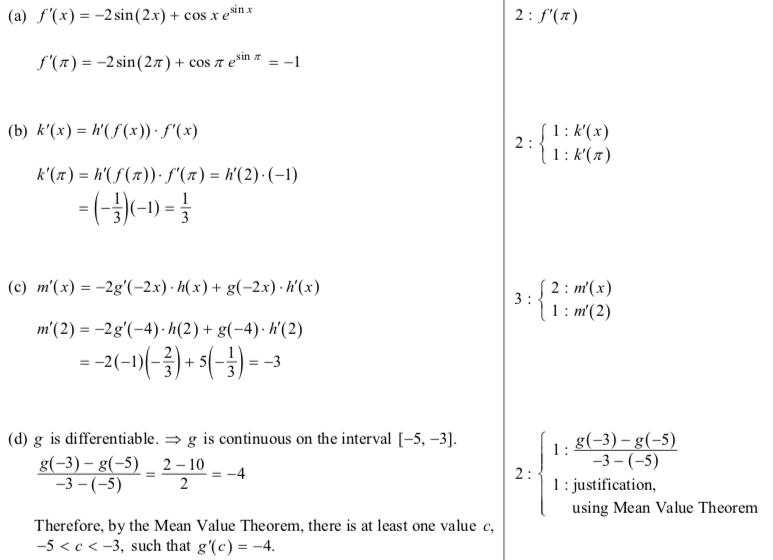 (a) f′(x) = −2 sin(2x) + cos x e^{sin x}
2 : f′(π)
f′(π) = −2 sin(2π) + cos π e^{sin π} = −1
(b) k′(x) = h′(f(x)) · f′(x)
2 : { 1 : k′(x)
1 : k′(π)
k′(π) = h′(f(π)) · f′(π) = h′(2) · (−1)
= (−1/3)(−1) = 1/3
(c) m′(x) = −2g′(−2x) · h(x) + g(−2x) · h′(x)
3 : { 2 : m′(x)
1 : m′(2)
m′(2) = −2g′(−4) · h(2) + g(−4) · h′(2)
= −2(−1)(−2/3) + 5(−1/3) = −3
(d) g is differentiable. ⇒ g is continuous on the interval [−5, −3].
(g(−3) − g(−5))/(−3 − (−5)) = (2 − 10)/2 = −4
Therefore, by the Mean Value Theorem, there is at least one value c,
−5 < c < −3, such that g′(c) = −4.
2 : { 1 : (g(−3) − g(−5))/(−3 − (−5))
1 : justification,
using Mean Value Theorem